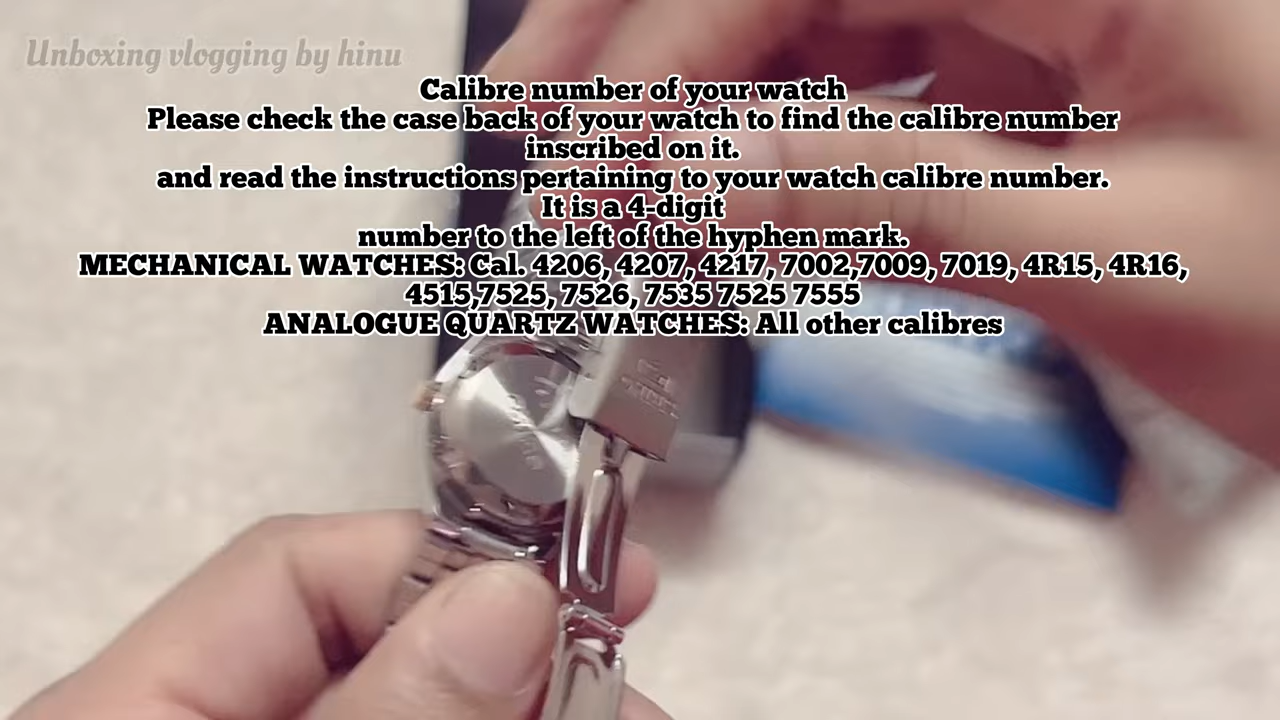 Unboxing vlogging by hinu
Calibre number of your watch
Please check the case back of your watch to find the calibre number
inscribed on it.
and read the instructions pertaining to your watch calibre number.
It is a 4-digit
number to the left of the hyphen mark.
MECHANICAL WATCHES: Cal. 4206, 4207, 4217, 7002,7009, 7019, 4R15, 4R16,
4515,7525, 7526, 7535 7525 7555
ANALOGUE QUARTZ WATCHES: All other calibres